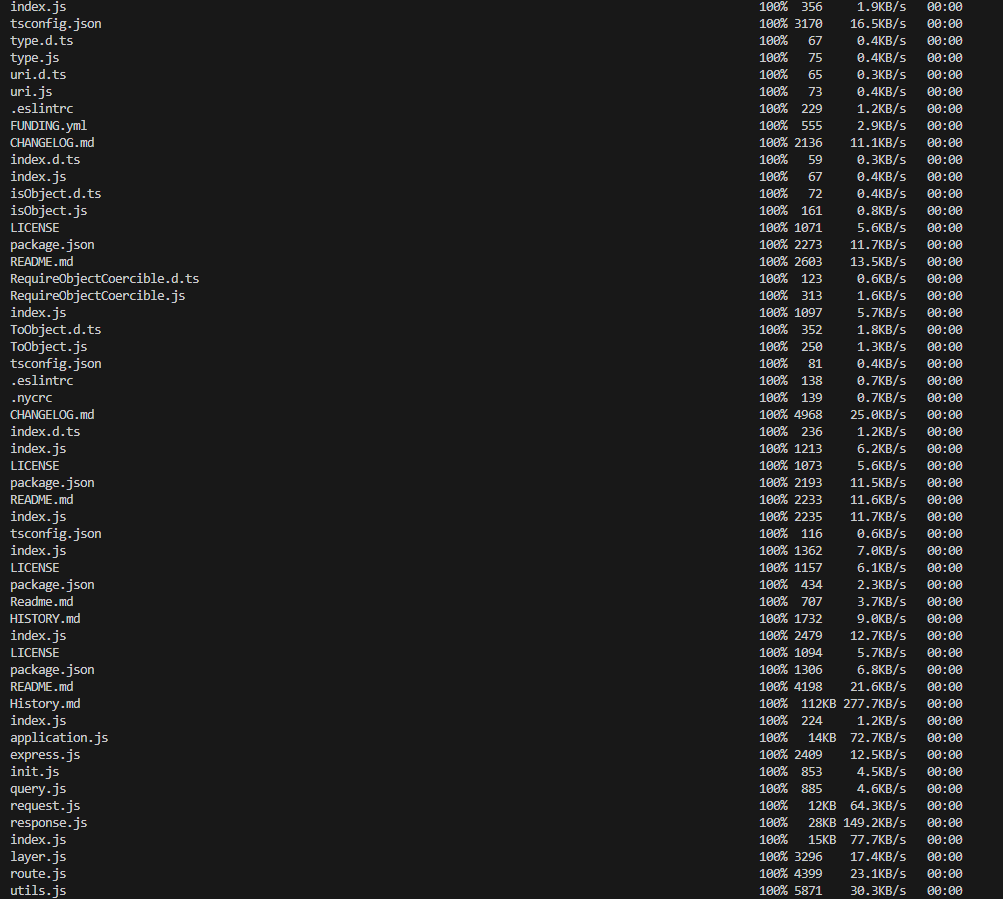 index.js 100% 356 1.9KB/s 00:00
tsconfig.json 100% 3170 16.5KB/s 00:00
type.d.ts 100% 67 0.4KB/s 00:00
type.js 100% 75 0.4KB/s 00:00
uri.d.ts 100% 65 0.3KB/s 00:00
uri.js 100% 73 0.4KB/s 00:00
.eslintrc 100% 229 1.2KB/s 00:00
FUNDING.yml 100% 555 2.9KB/s 00:00
CHANGELOG.md 100% 2136 11.1KB/s 00:00
index.d.ts 100% 59 0.3KB/s 00:00
index.js 100% 67 0.4KB/s 00:00
isObject.d.ts 100% 72 0.4KB/s 00:00
isObject.js 100% 161 0.8KB/s 00:00
LICENSE 100% 1071 5.6KB/s 00:00
package.json 100% 2273 11.7KB/s 00:00
README.md 100% 2603 13.5KB/s 00:00
RequireObjectCoercible.d.ts 100% 123 0.6KB/s 00:00
RequireObjectCoercible.js 100% 313 1.6KB/s 00:00
index.js 100% 1097 5.7KB/s 00:00
ToObject.d.ts 100% 352 1.8KB/s 00:00
ToObject.js 100% 250 1.3KB/s 00:00
tsconfig.json 100% 81 0.4KB/s 00:00
.eslintrc 100% 138 0.7KB/s 00:00
.nycrc 100% 139 0.7KB/s 00:00
CHANGELOG.md 100% 4968 25.0KB/s 00:00
index.d.ts 100% 236 1.2KB/s 00:00
index.js 100% 1213 6.2KB/s 00:00
LICENSE 100% 1073 5.6KB/s 00:00
package.json 100% 2193 11.5KB/s 00:00
README.md 100% 2233 11.6KB/s 00:00
index.js 100% 2235 11.7KB/s 00:00
tsconfig.json 100% 116 0.6KB/s 00:00
index.js 100% 1362 7.0KB/s 00:00
LICENSE 100% 1157 6.1KB/s 00:00
package.json 100% 434 2.3KB/s 00:00
Readme.md 100% 707 3.7KB/s 00:00
HISTORY.md 100% 1732 9.0KB/s 00:00
index.js 100% 2479 12.7KB/s 00:00
LICENSE 100% 1094 5.7KB/s 00:00
package.json 100% 1306 6.8KB/s 00:00
README.md 100% 4198 21.6KB/s 00:00
History.md 100% 112KB 277.7KB/s 00:00
index.js 100% 224 1.2KB/s 00:00
application.js 100% 14KB 72.7KB/s 00:00
express.js 100% 2409 12.5KB/s 00:00
init.js 100% 853 4.5KB/s 00:00
query.js 100% 885 4.6KB/s 00:00
request.js 100% 12KB 64.3KB/s 00:00
response.js 100% 28KB 149.2KB/s 00:00
index.js 100% 15KB 77.7KB/s 00:00
layer.js 100% 3296 17.4KB/s 00:00
route.js 100% 4399 23.1KB/s 00:00
utils.js 100% 5871 30.3KB/s 00:00